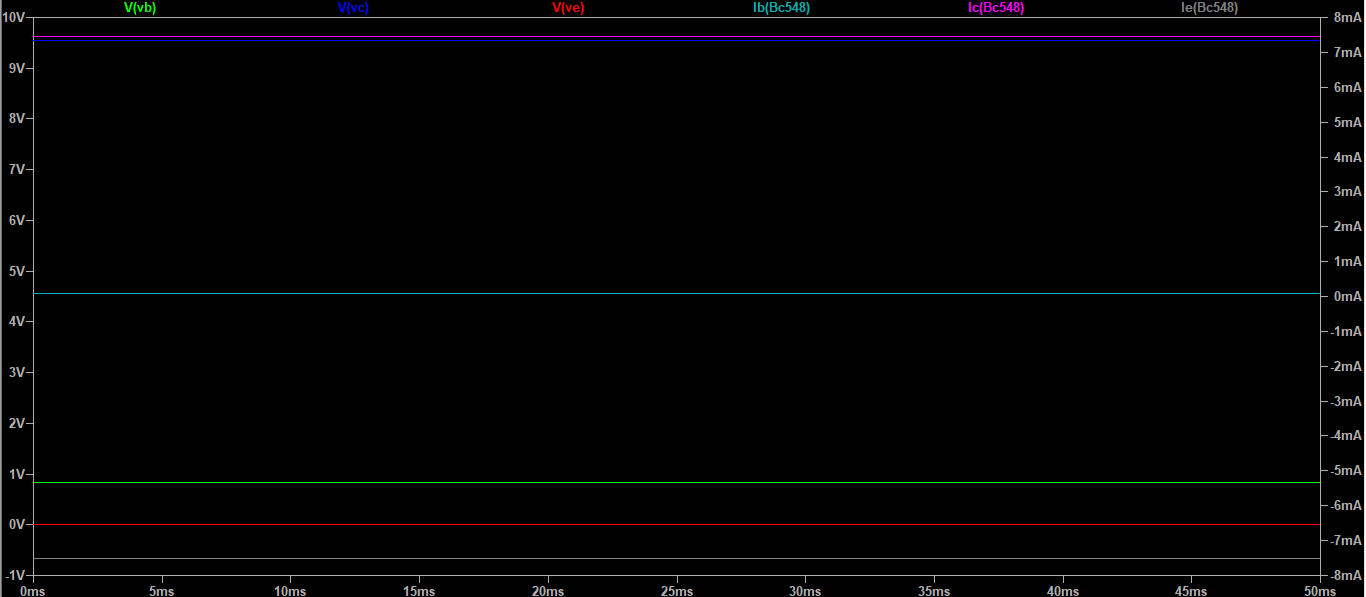 V(vb) V(vc) V(ve) Ib(Bc548) Ic(Bc548) Ie(Bc548)
10V 8mA
9V 7mA
8V 6mA
7V 5mA
6V 4mA
5V 3mA
4V 2mA
3V 1mA
2V 0mA
1V -1mA
0V -2mA
-1V -3mA
-4mA
-5mA
-6mA
-7mA
-8mA
0ms 5ms 10ms 15ms 20ms 25ms 30ms 35ms 40ms 45ms 50ms